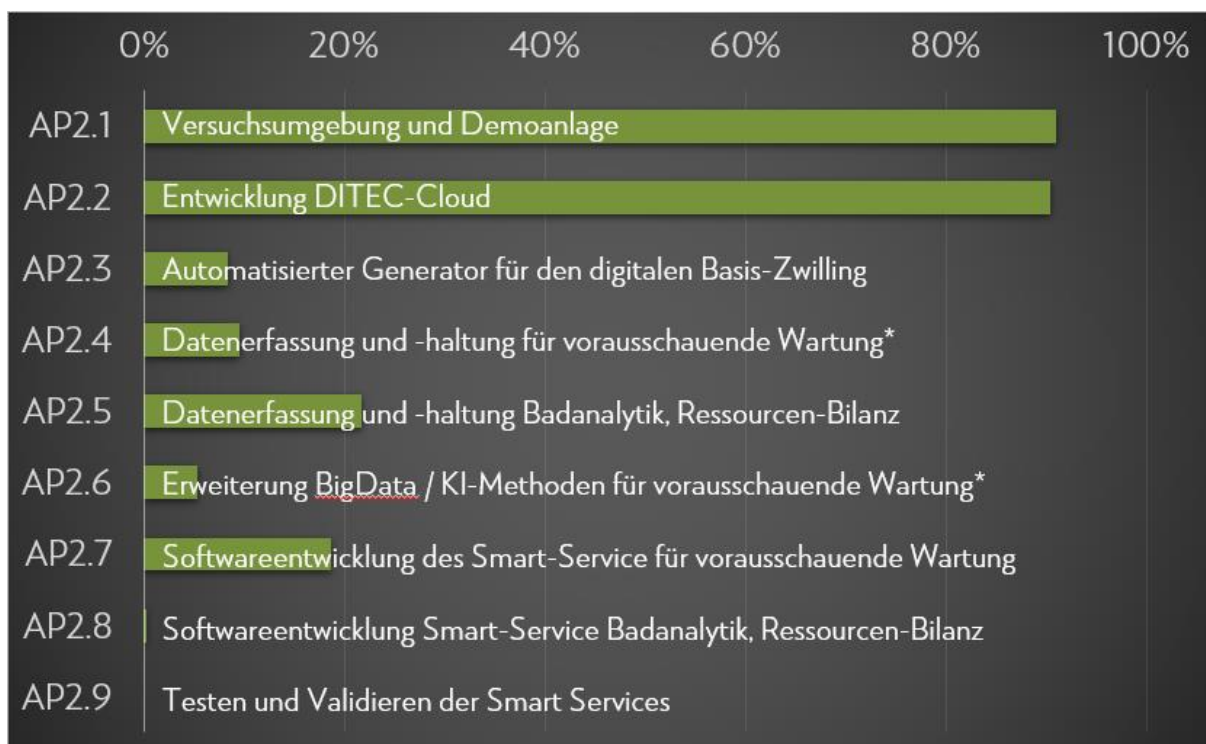 0% 20% 40% 60% 80% 100%
AP2.1 Versuchsumgebung und Demoanlage
AP2.2 Entwicklung DITEC-Cloud
AP2.3 Automatisierter Generator für den digitalen Basis-Zwilling
AP2.4 Datenerfassung und -haltung für vorausschauende Wartung*
AP2.5 Datenerfassung und -haltung Badanalytik, Ressourcen-Bilanz
AP2.6 Erweiterung BigData / KI-Methoden für vorausschauende Wartung*
AP2.7 Softwareentwicklung des Smart-Service für vorausschauende Wartung
AP2.8 Softwareentwicklung Smart-Service Badanalytik, Ressourcen-Bilanz
AP2.9 Testen und Validieren der Smart Services